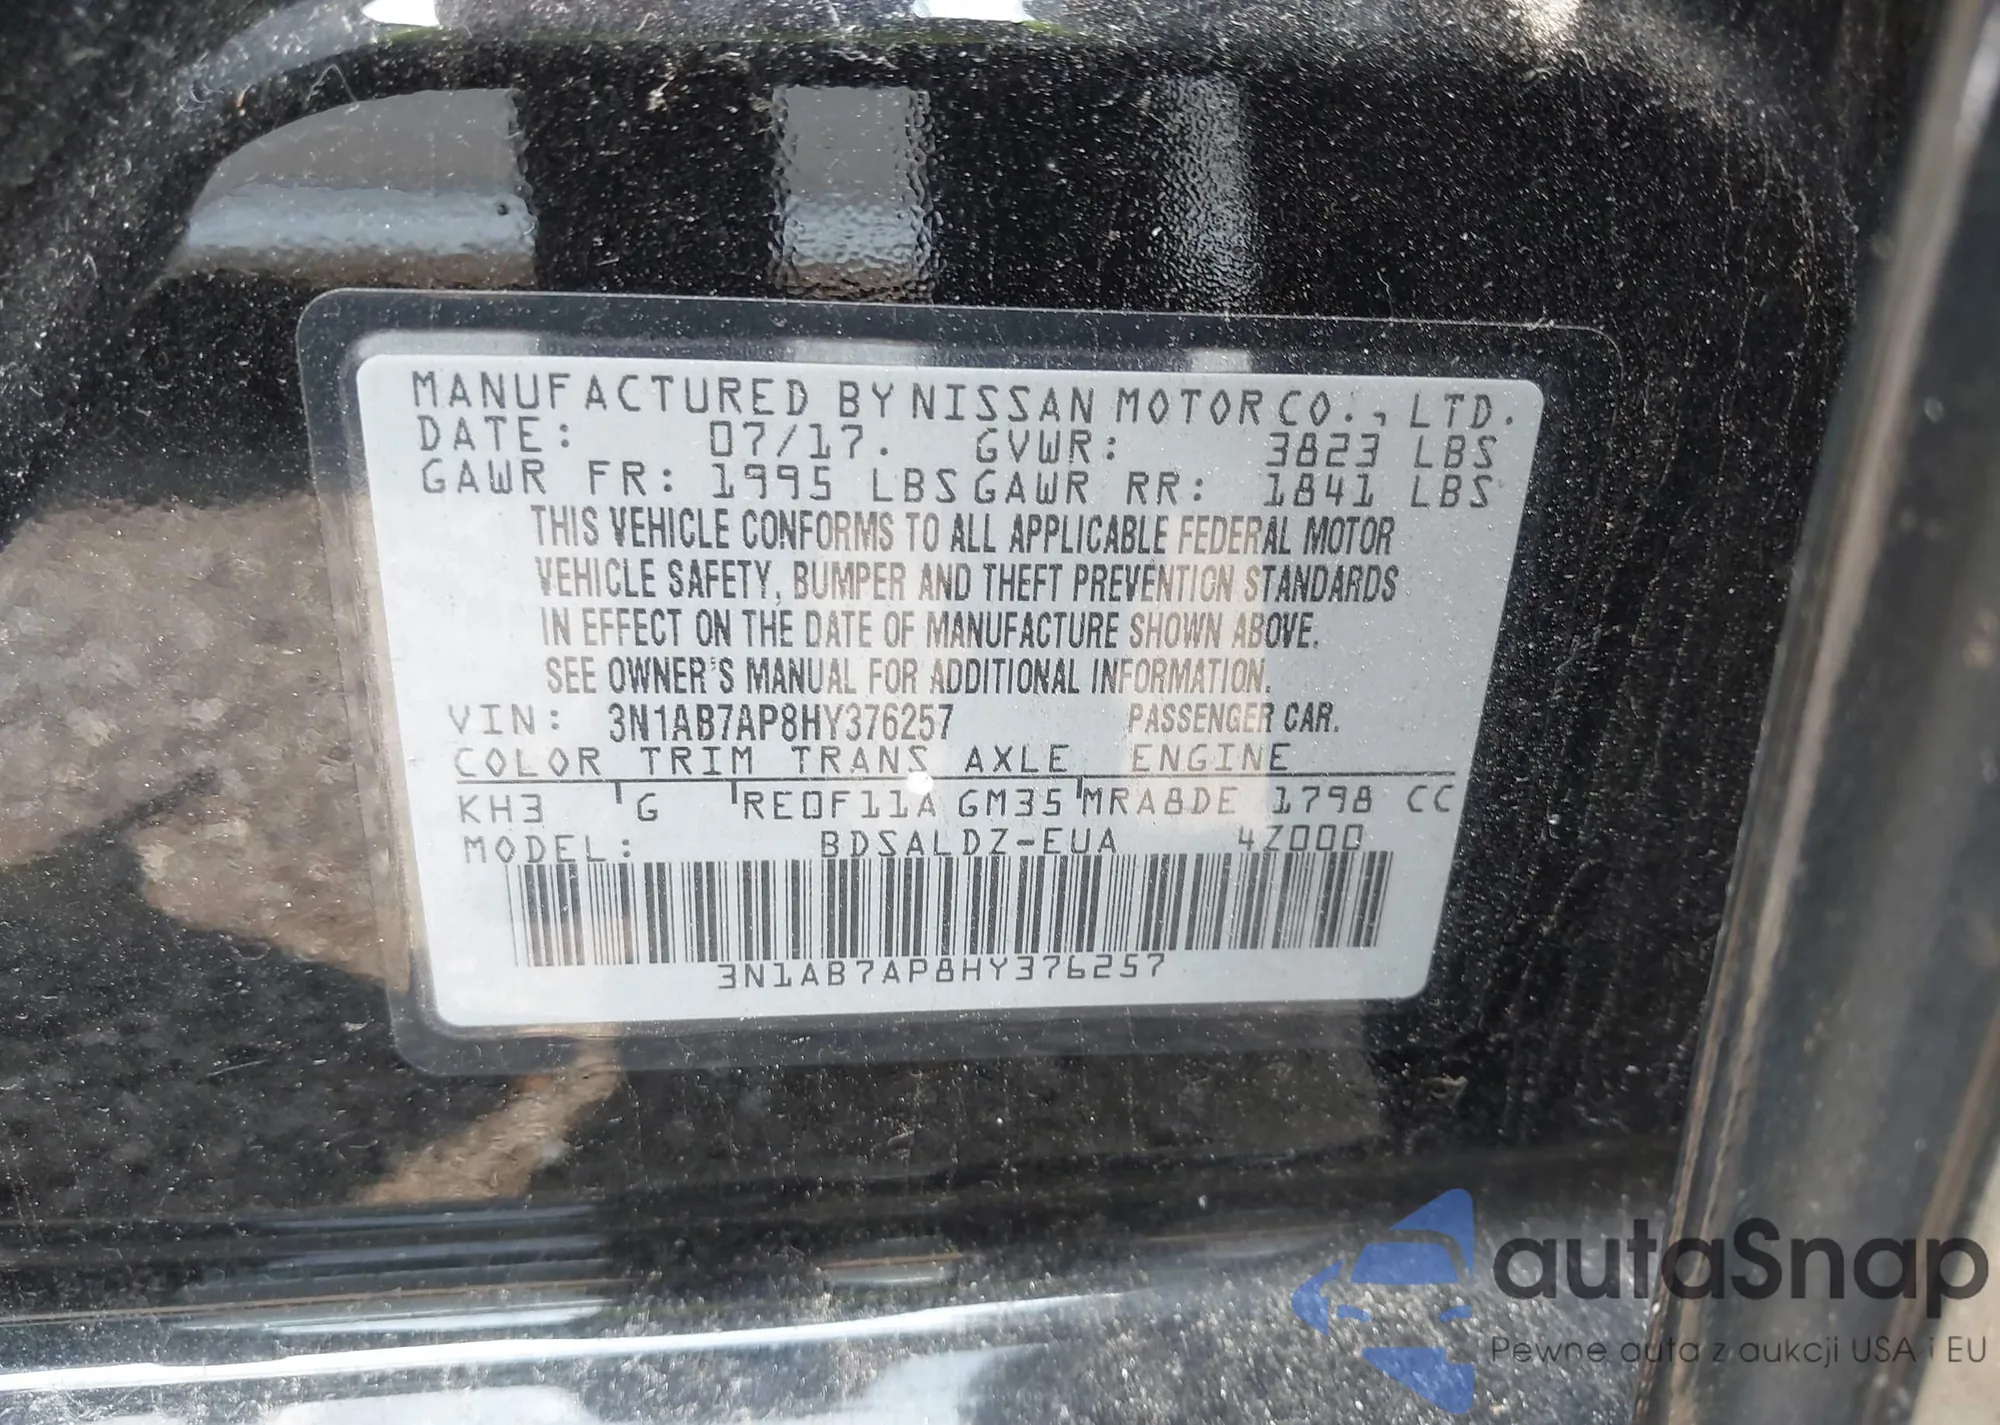 MANUFACTURED BY NISSAN MOTOR CO., LTD.
DATE: 07/17. GVWR: 3823 LBS
GAWR FR: 1995 LBS GAWR RR: 1841 LBS
THIS VEHICLE CONFORMS TO ALL APPLICABLE FEDERAL MOTOR
VEHICLE SAFETY, BUMPER AND THEFT PREVENTION STANDARDS
IN EFFECT ON THE DATE OF MANUFACTURE SHOWN ABOVE.
SEE OWNER'S MANUAL FOR ADDITIONAL INFORMATION.
VIN: 3N1AB7AP8HY376257 PASSENGER CAR.
COLOR TRIM TRANS AXLE ENGINE
KH3 G RE0F11A GM35 MRA8DE 1798 CC
MODEL: BDSALDZ-EUA 4Z000
3N1AB7AP8HY376257
autaSnap
Pewne auta z aukcji USA i EU